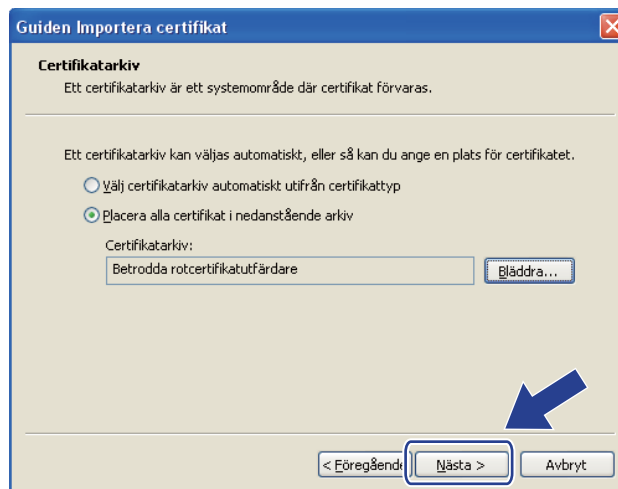 Guiden Importera certifikat
Certifikatarkiv
Ett certifikatarkiv är ett systemområde där certifikat förvaras.
Ett certifikatarkiv kan väljas automatiskt, eller så kan du ange en plats för certifikatet.
Välj certifikatarkiv automatiskt utifrån certifikattyp
Placera alla certifikat i nedanstående arkiv
Certifikatarkiv:
Betrodda rotcertifikatutfärdare
Bläddra...
< Föregående
Nästa >
Avbryt